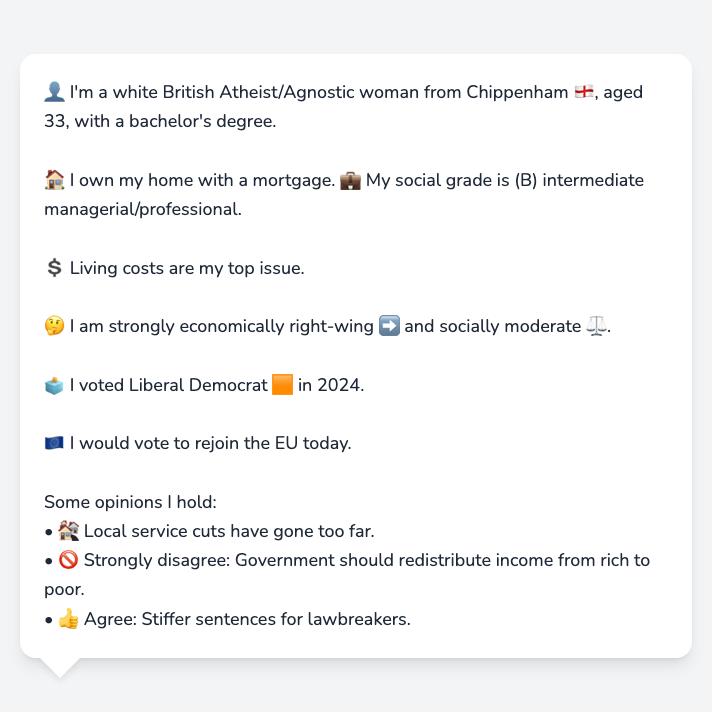 👤 I'm a white British Atheist/Agnostic woman from Chippenham 🏴󠁧󠁢󠁥󠁮󠁧󠁿, aged
33, with a bachelor's degree.
🏠 I own my home with a mortgage. 💼 My social grade is (B) intermediate
managerial/professional.
💲 Living costs are my top issue.
🤔 I am strongly economically right-wing ➡️ and socially moderate ⚖️.
🗳️ I voted Liberal Democrat 🟧 in 2024.
🇪🇺 I would vote to rejoin the EU today.
Some opinions I hold:
• 🏘️ Local service cuts have gone too far.
• 🚫 Strongly disagree: Government should redistribute income from rich to
poor.
• 👍 Agree: Stiffer sentences for lawbreakers.